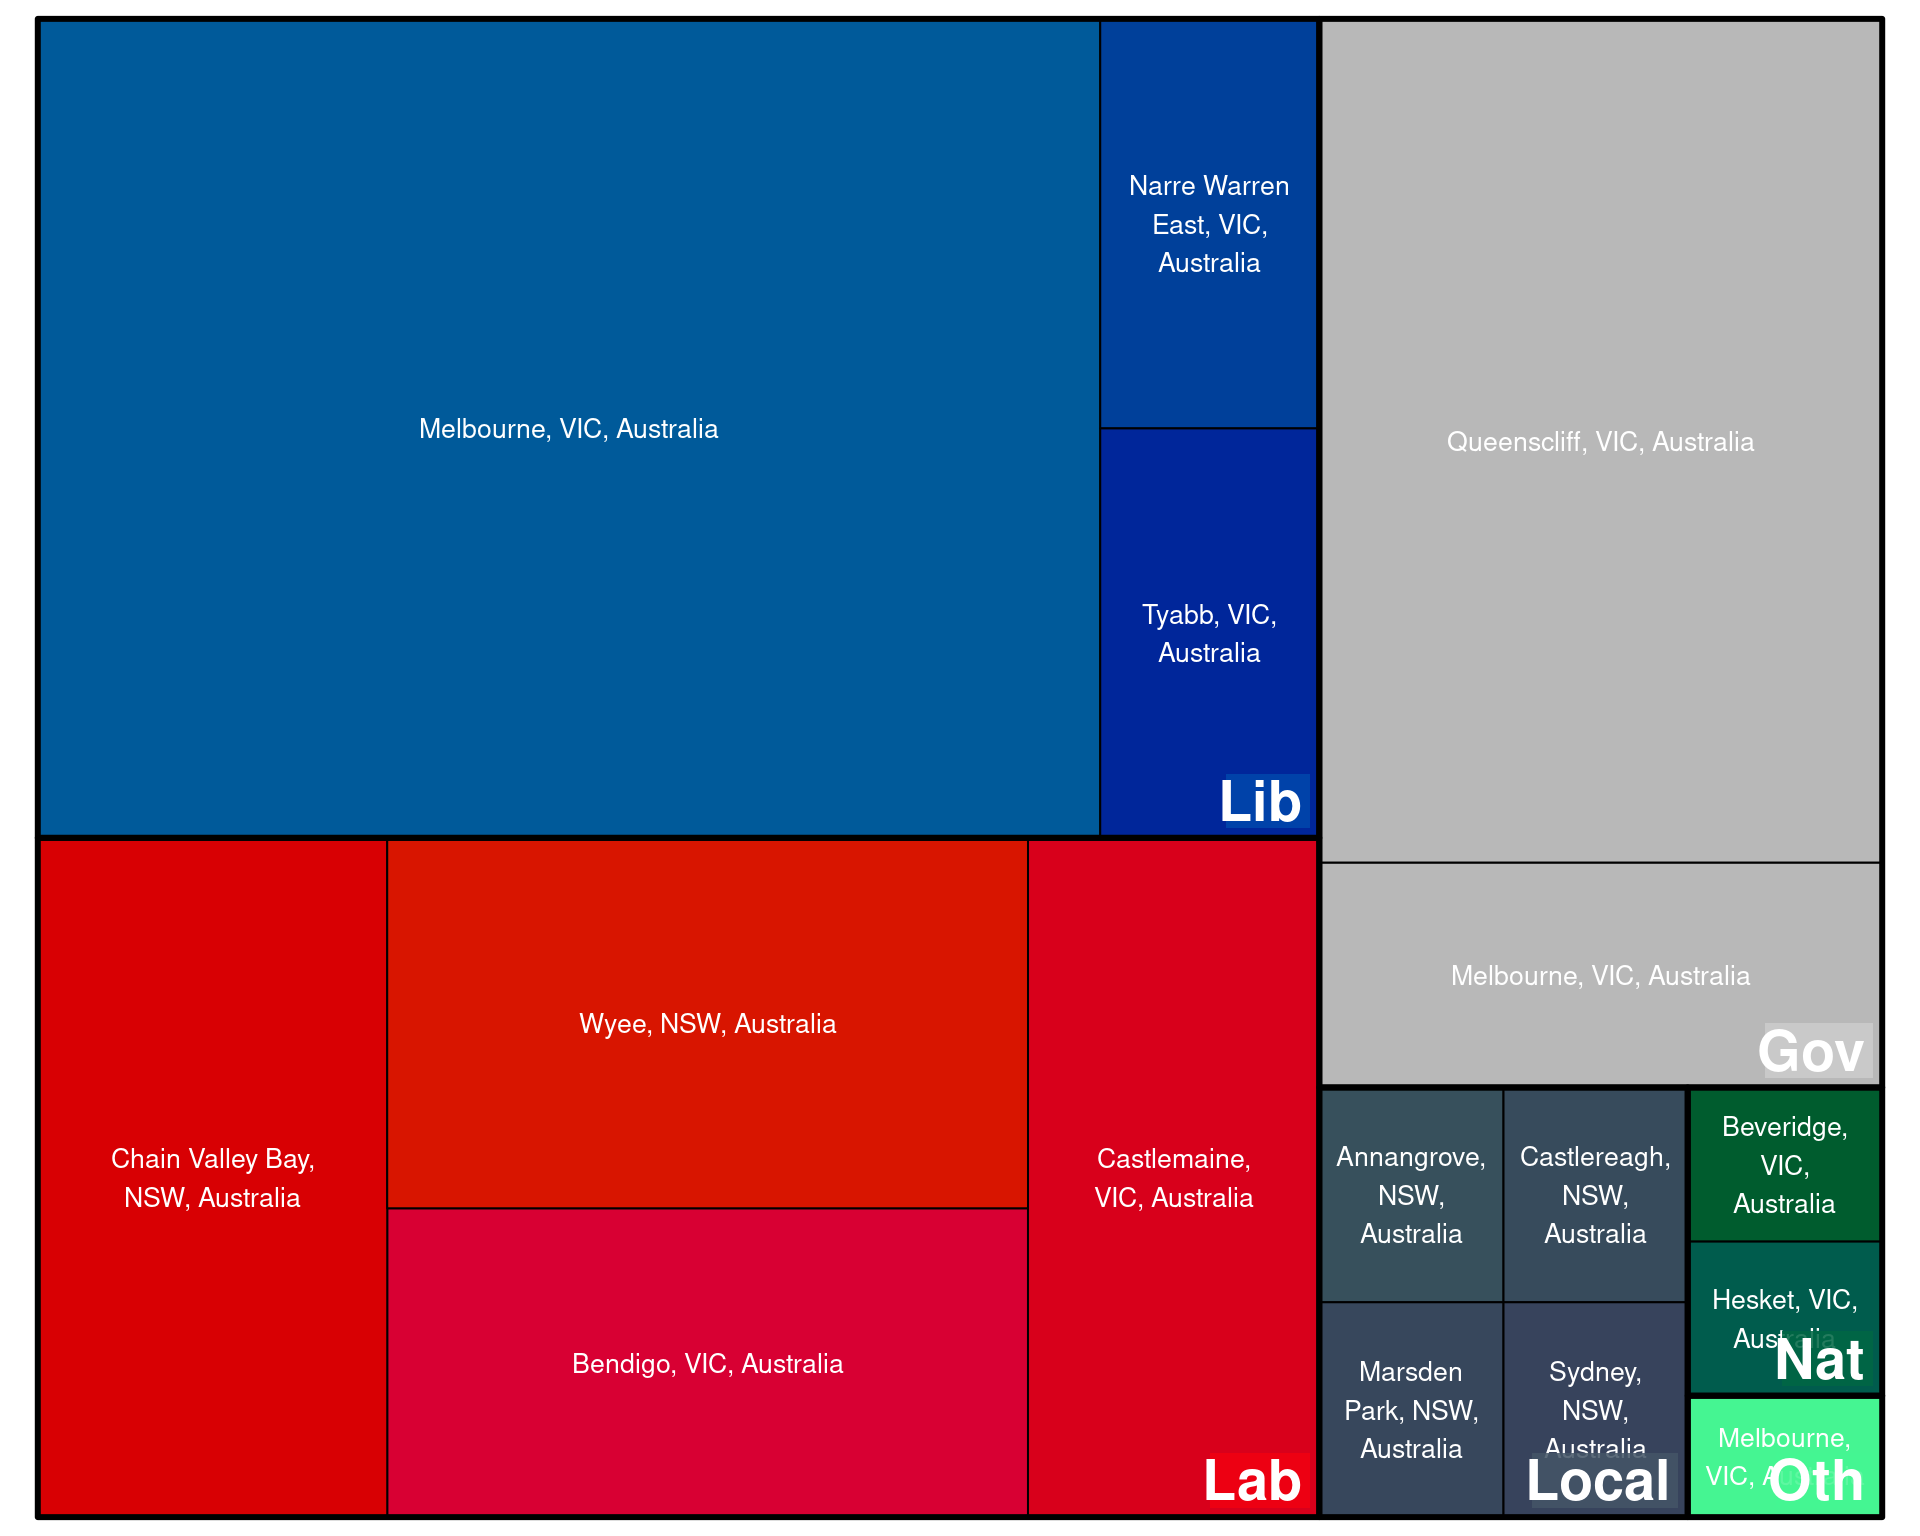 Melbourne, VIC, Australia
Narre Warren
East, VIC,
Australia
Tyabb, VIC,
Australia
Lib
Queenscliff, VIC, Australia
Melbourne, VIC, Australia
Gov
Chain Valley Bay,
NSW, Australia
Wyee, NSW, Australia
Bendigo, VIC, Australia
Castlemaine,
VIC, Australia
Lab
Annangrove,
NSW,
Australia
Castlereagh,
NSW,
Australia
Marsden
Park, NSW,
Australia
Sydney,
NSW,
Australia
Local
Beveridge,
VIC,
Australia
Hesket, VIC,
Australia
Nat
Melbourne,
VIC,
Oth